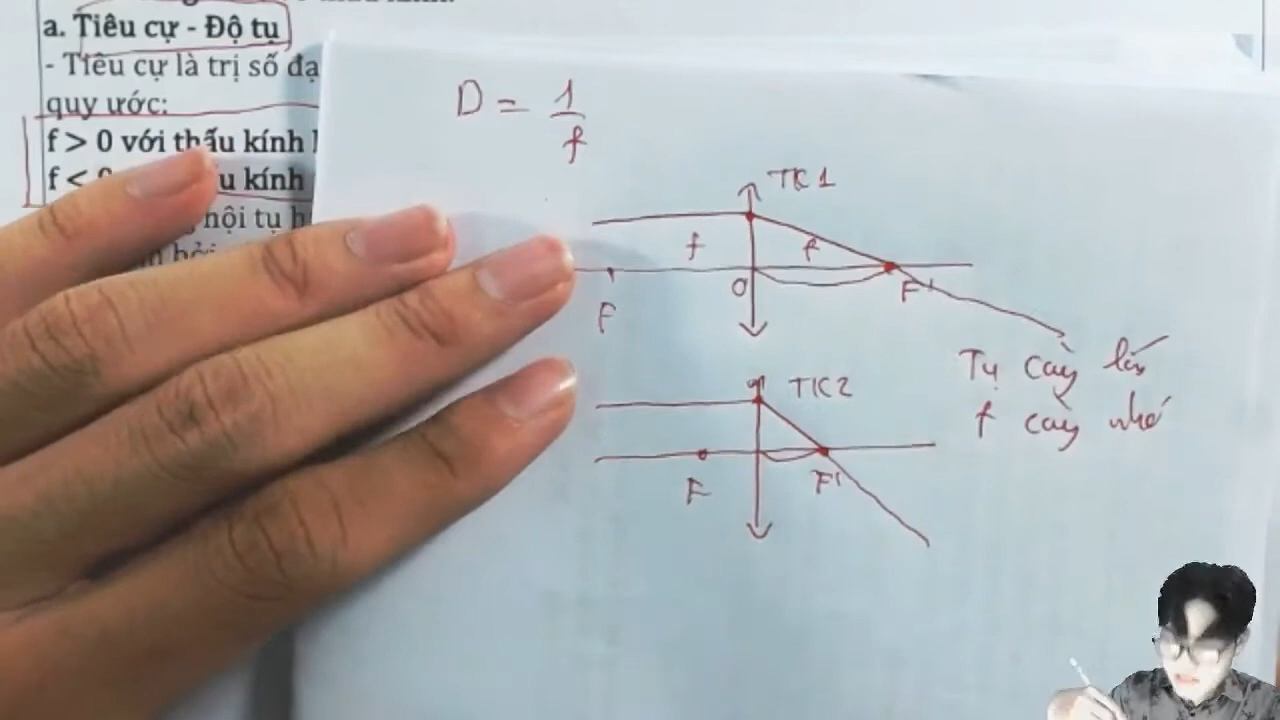 a. Tiêu cự - Độ tụ
- Tiêu cự là trị số đạ
quy ước:
f > 0 với thấu kính
f < u kính
nội tụ h
D = 1/f
TK1
f f
O
F F'
Tụ càng lớn
f càng nhỏ
TK2
F F'